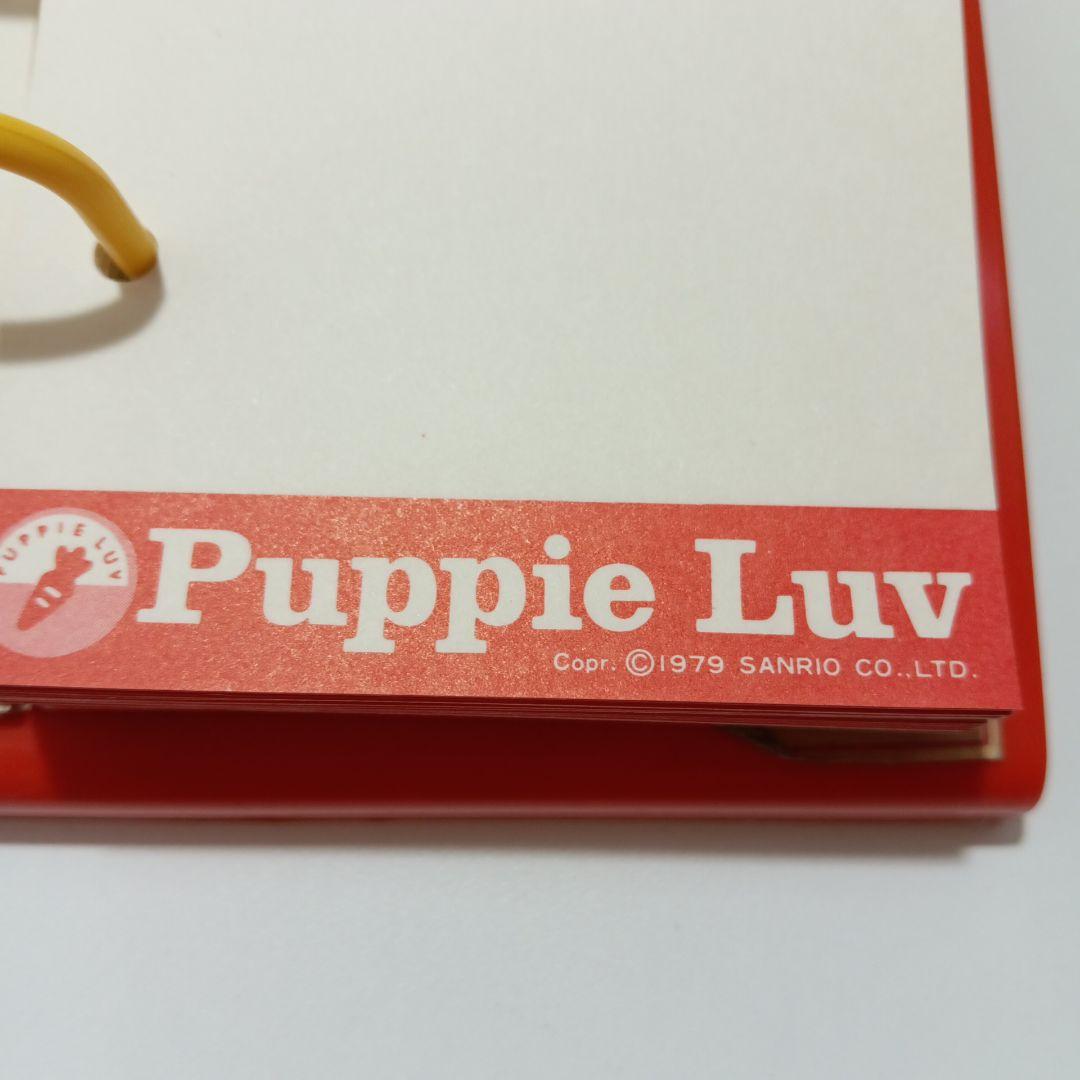 PUPPIE LUV
Puppie Luv
Copr. ©1979 SANRIO CO.,LTD.